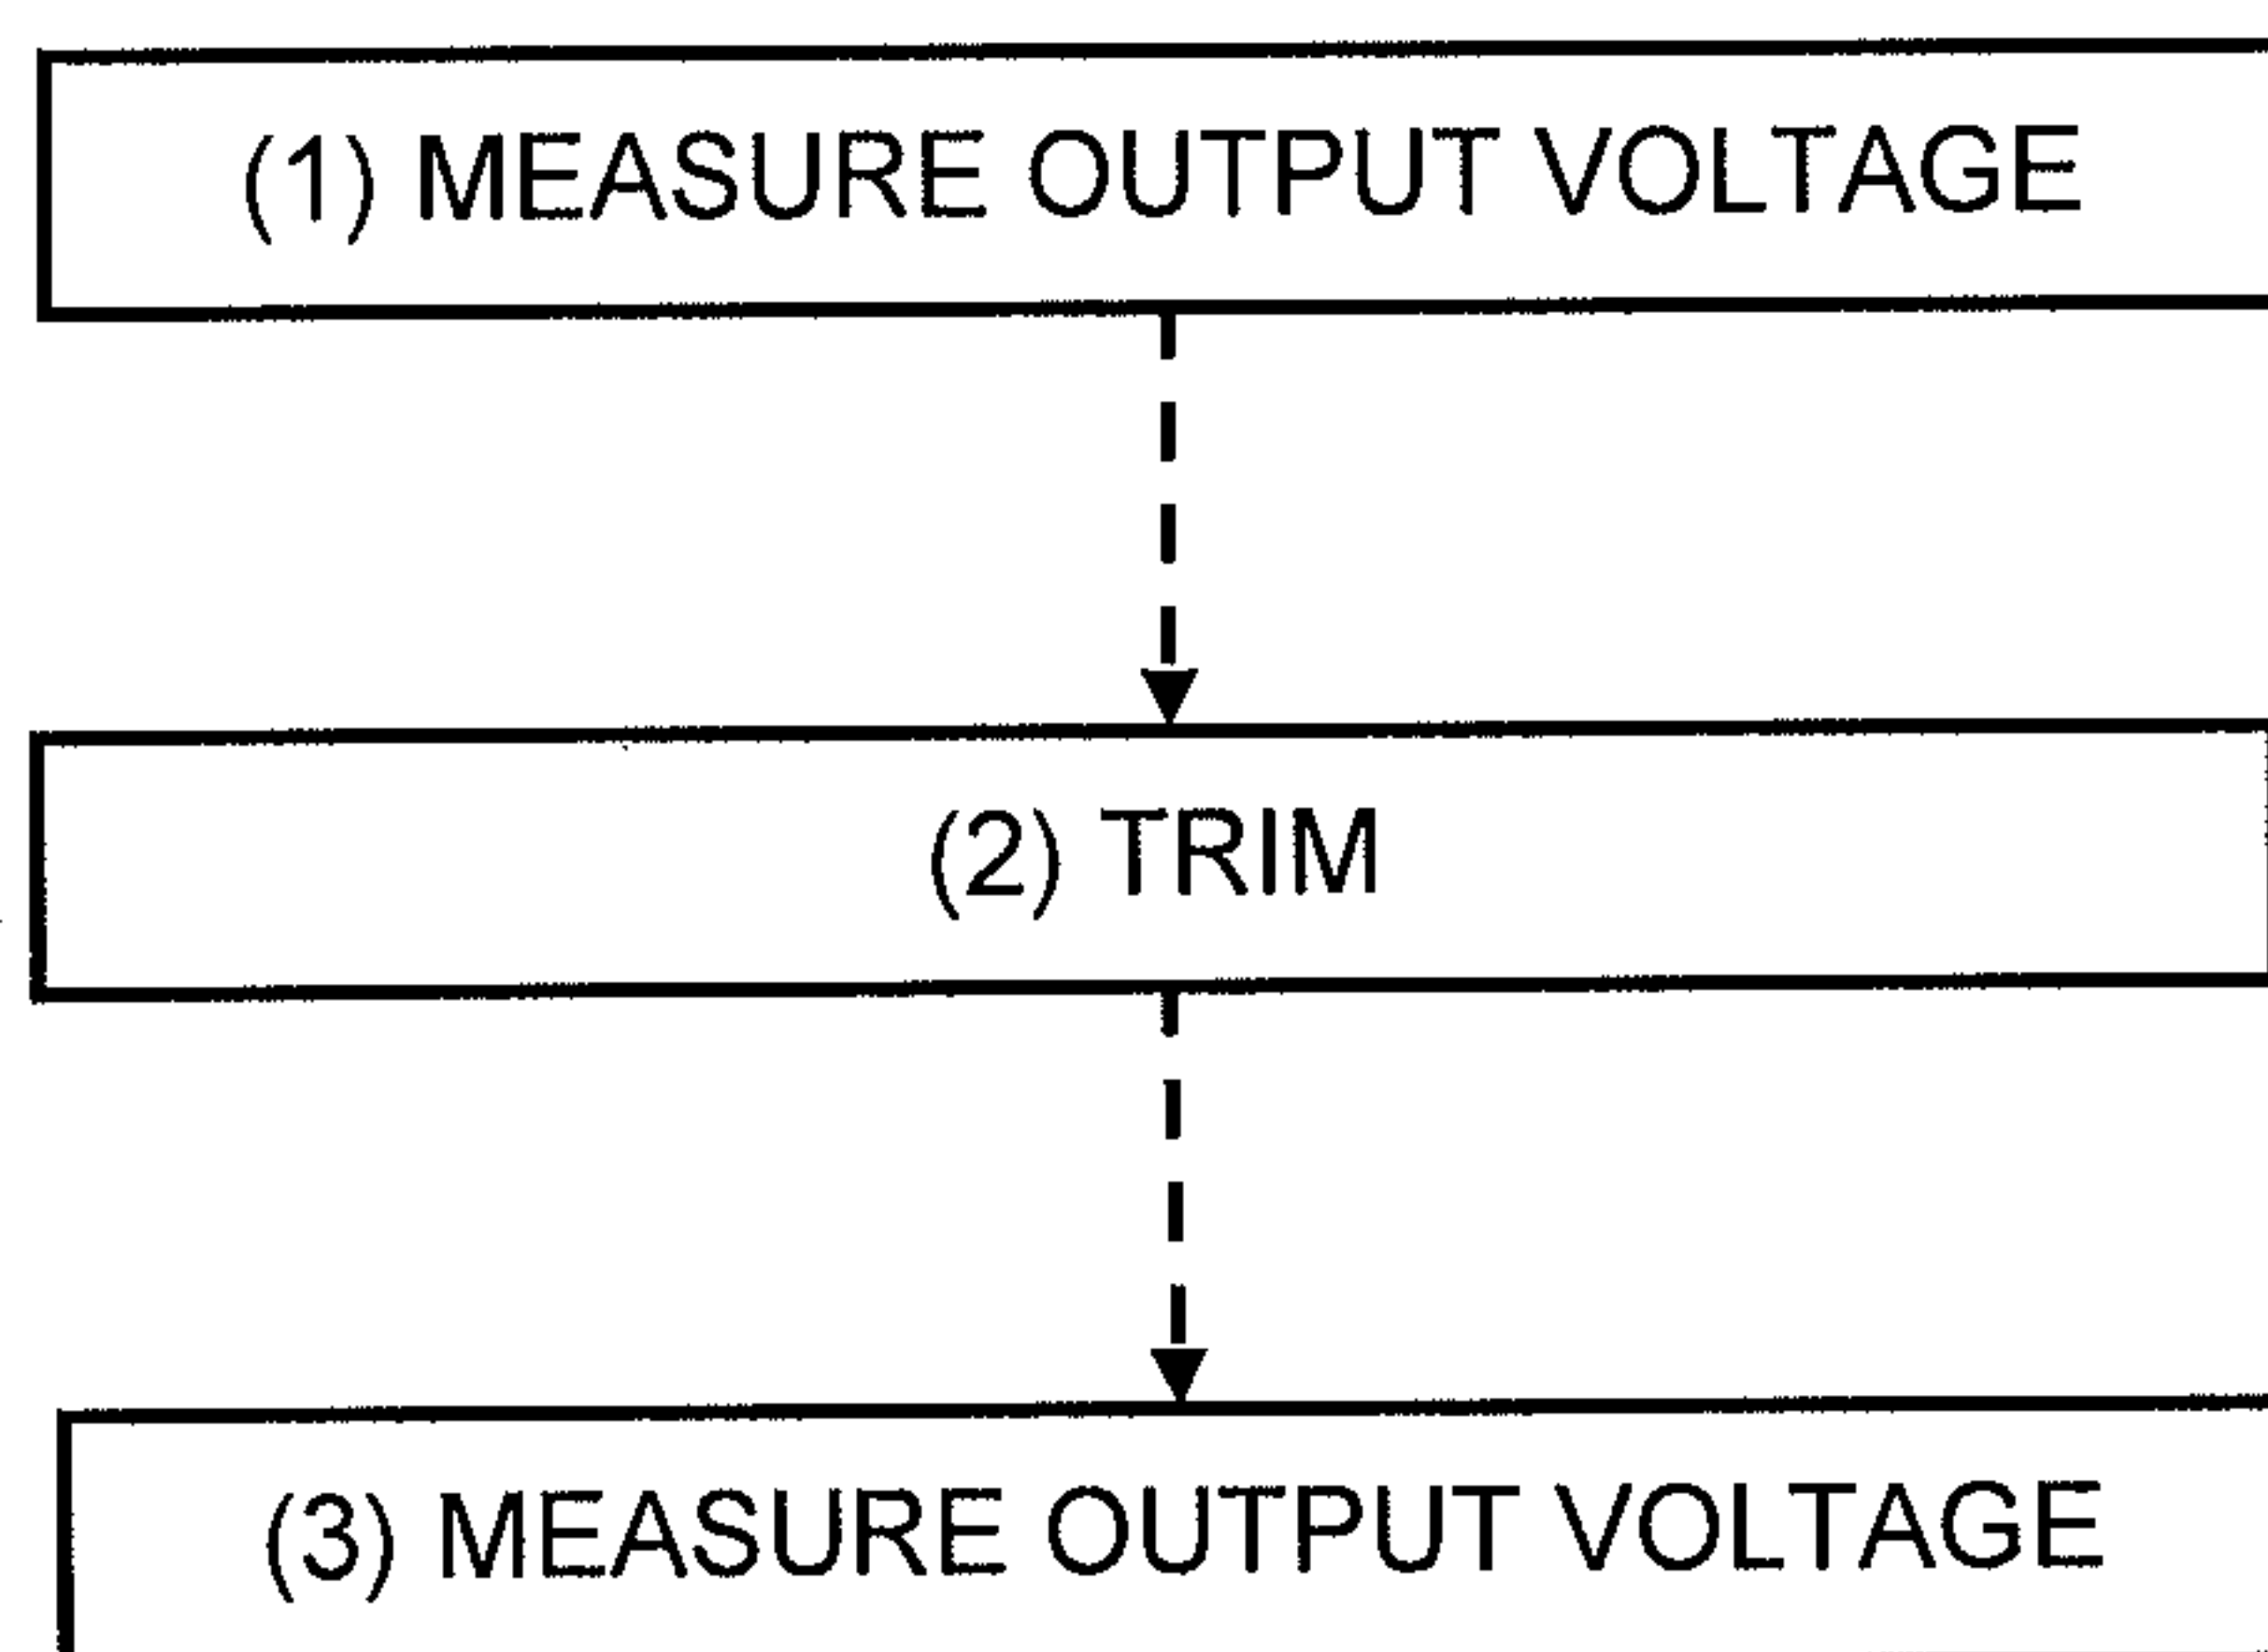 (1) MEASURE OUTPUT VOLTAGE
(2) TRIM
(3) MEASURE OUTPUT VOLTAGE